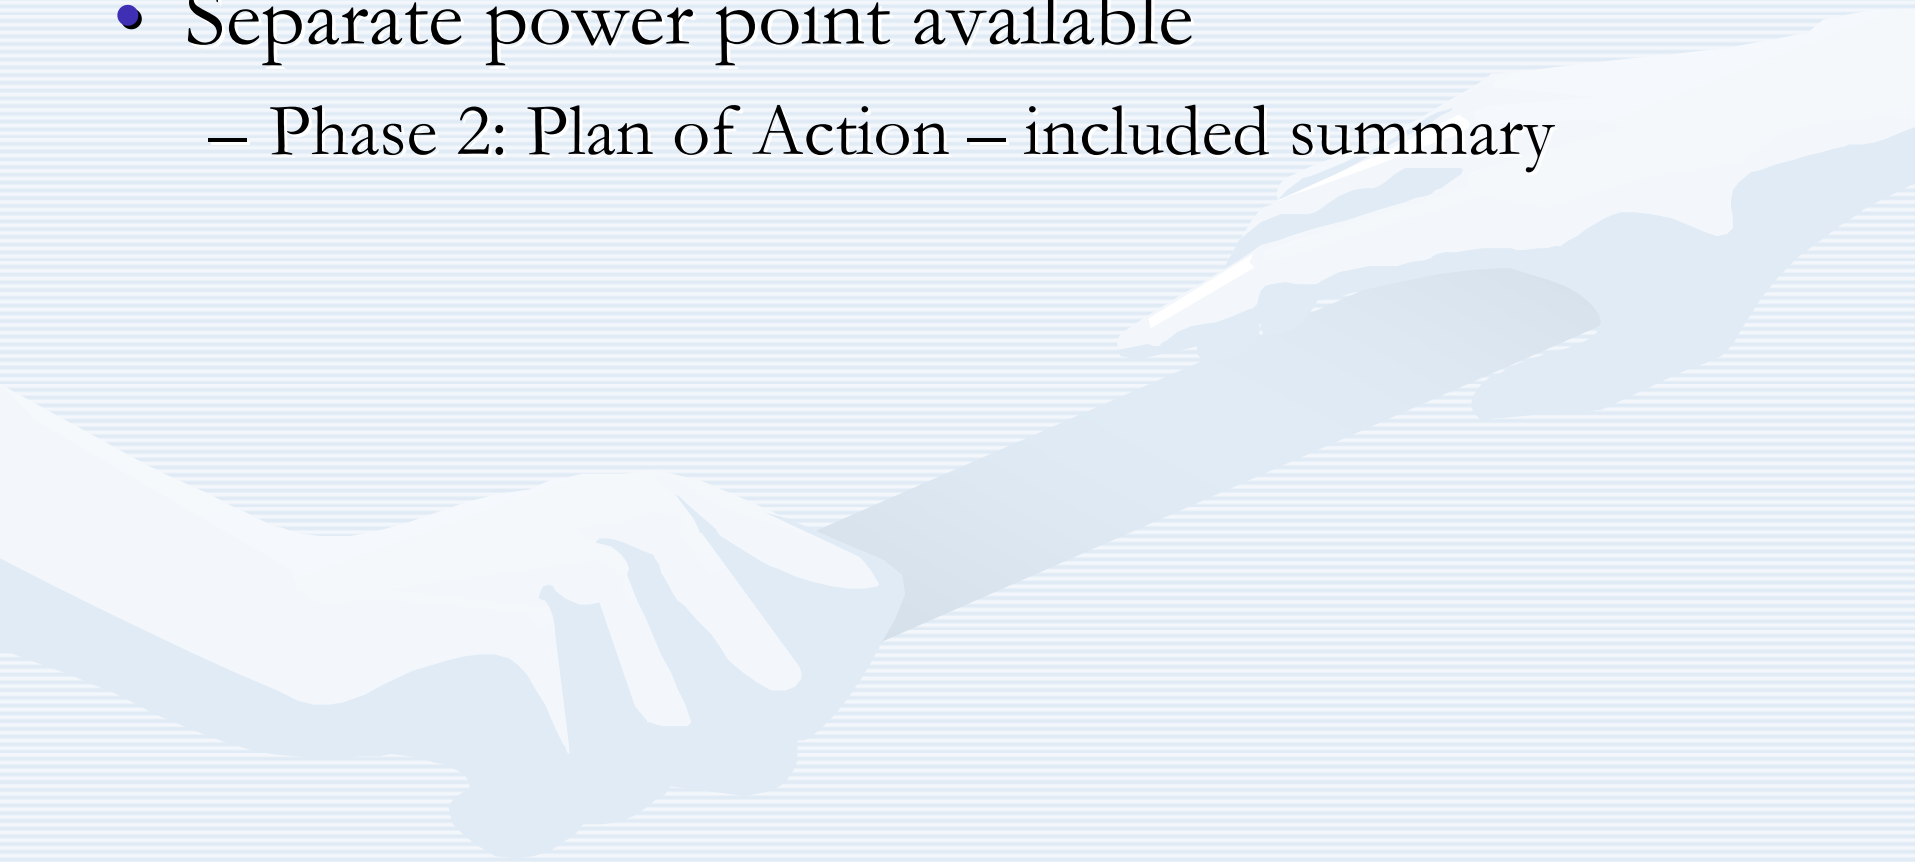 • Separate power point available
– Phase 2: Plan of Action – included summary